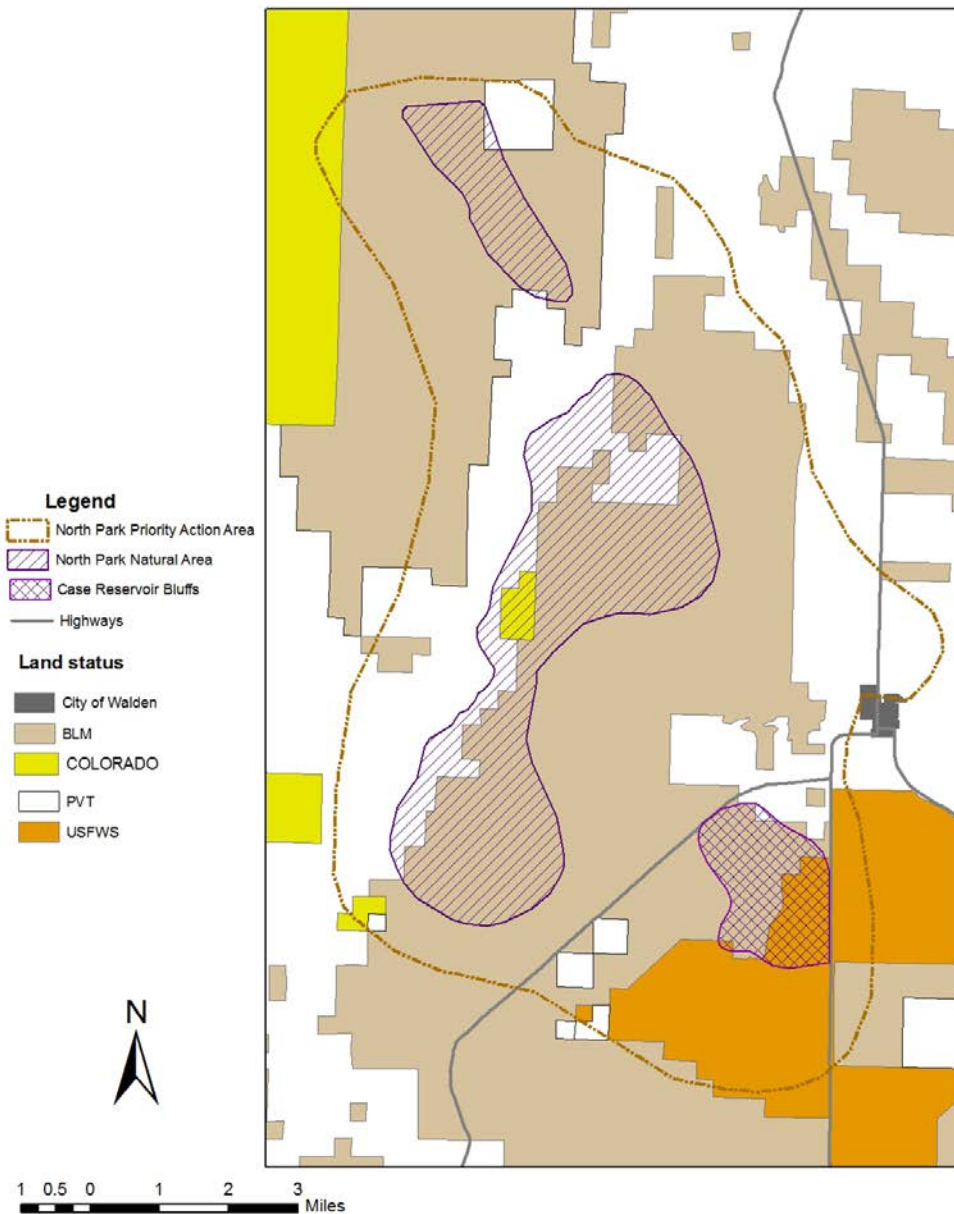 Legend
North Park Priority Action Area
North Park Natural Area
Case Reservoir Bluffs
Highways
Land status
City of Walden
BLM
COLORADO
PVT
USFWS
N
1 0.5 0 1 2 3
Miles